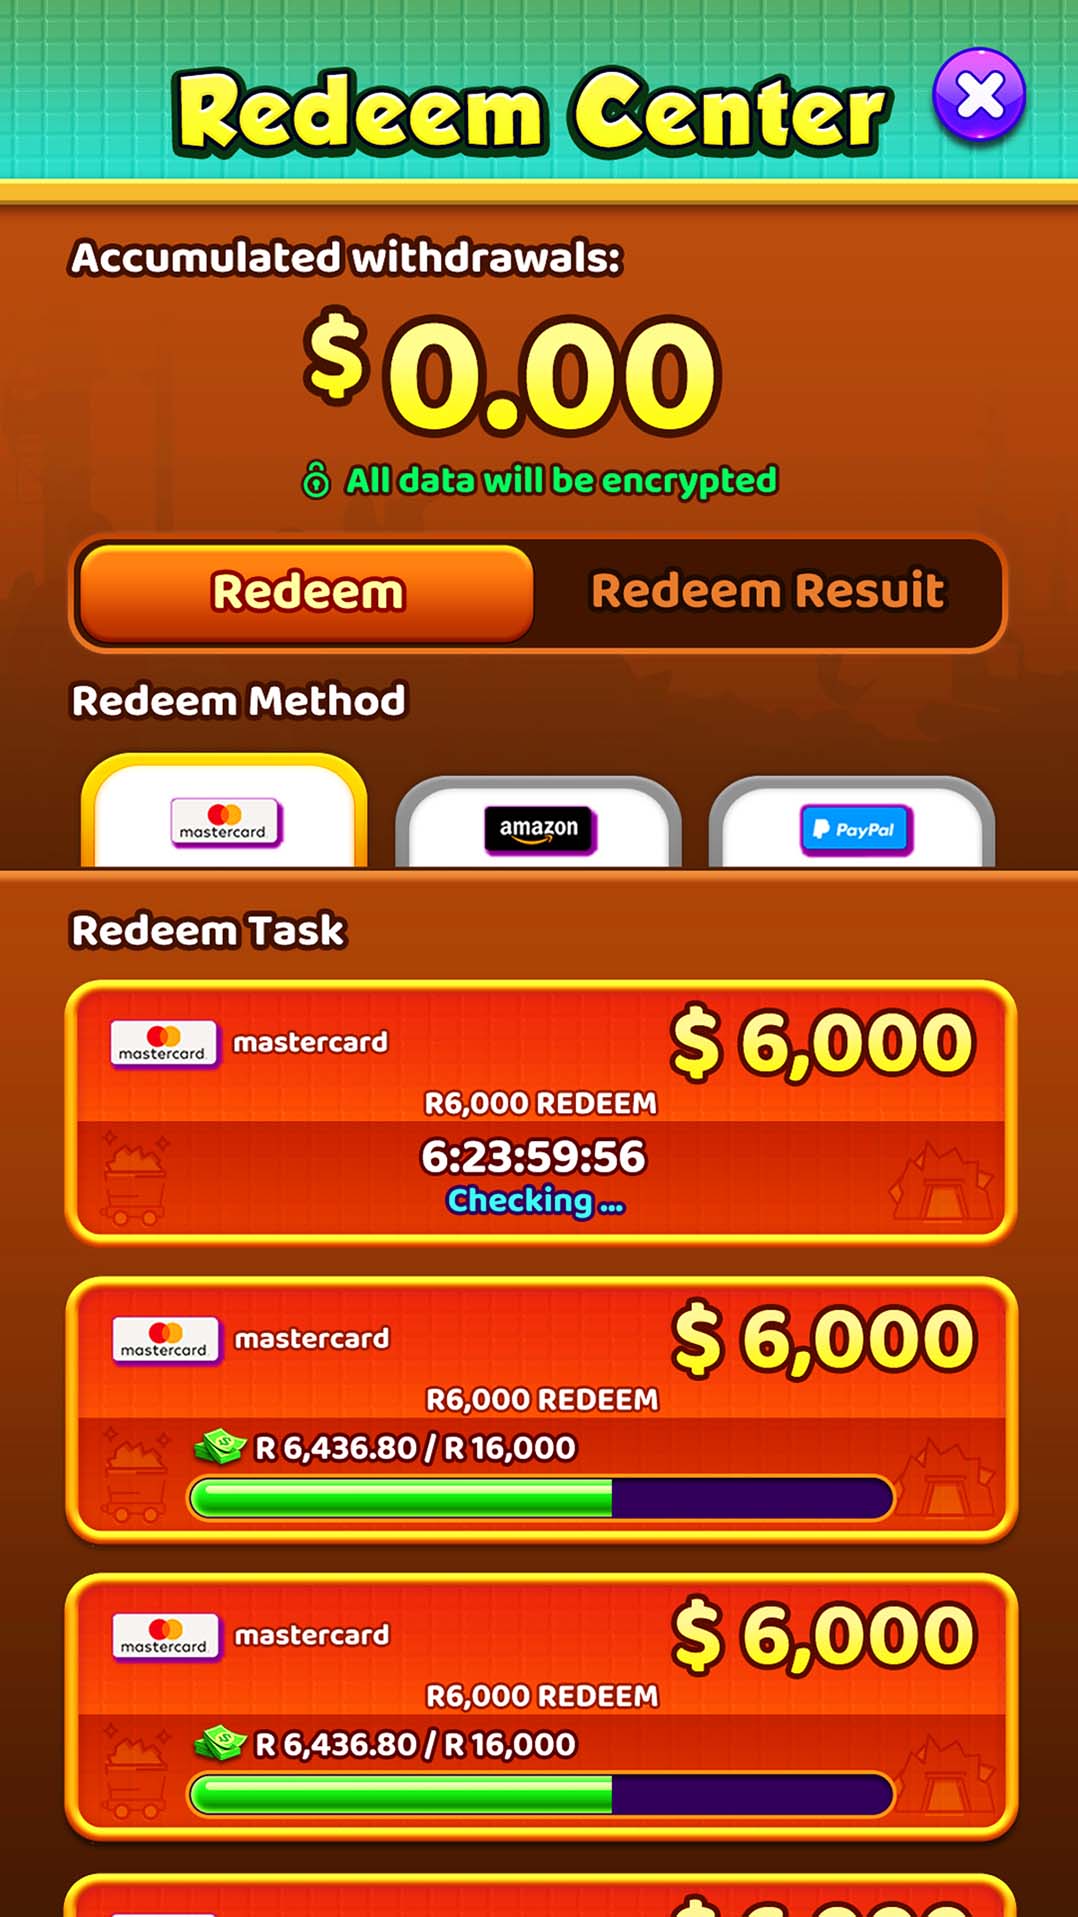 Redeem Center
Accumulated withdrawals:
$0.00
All data will be encrypted
Redeem
Redeem Resuit
Redeem Method
mastercard
amazon
PayPal
Redeem Task
mastercard
mastercard
$ 6,000
R6,000 REDEEM
6:23:59:56
Checking ...
mastercard
mastercard
$ 6,000
R6,000 REDEEM
R 6,436.80 / R 16,000
mastercard
mastercard
$ 6,000
R6,000 REDEEM
R 6,436.80 / R 16,000